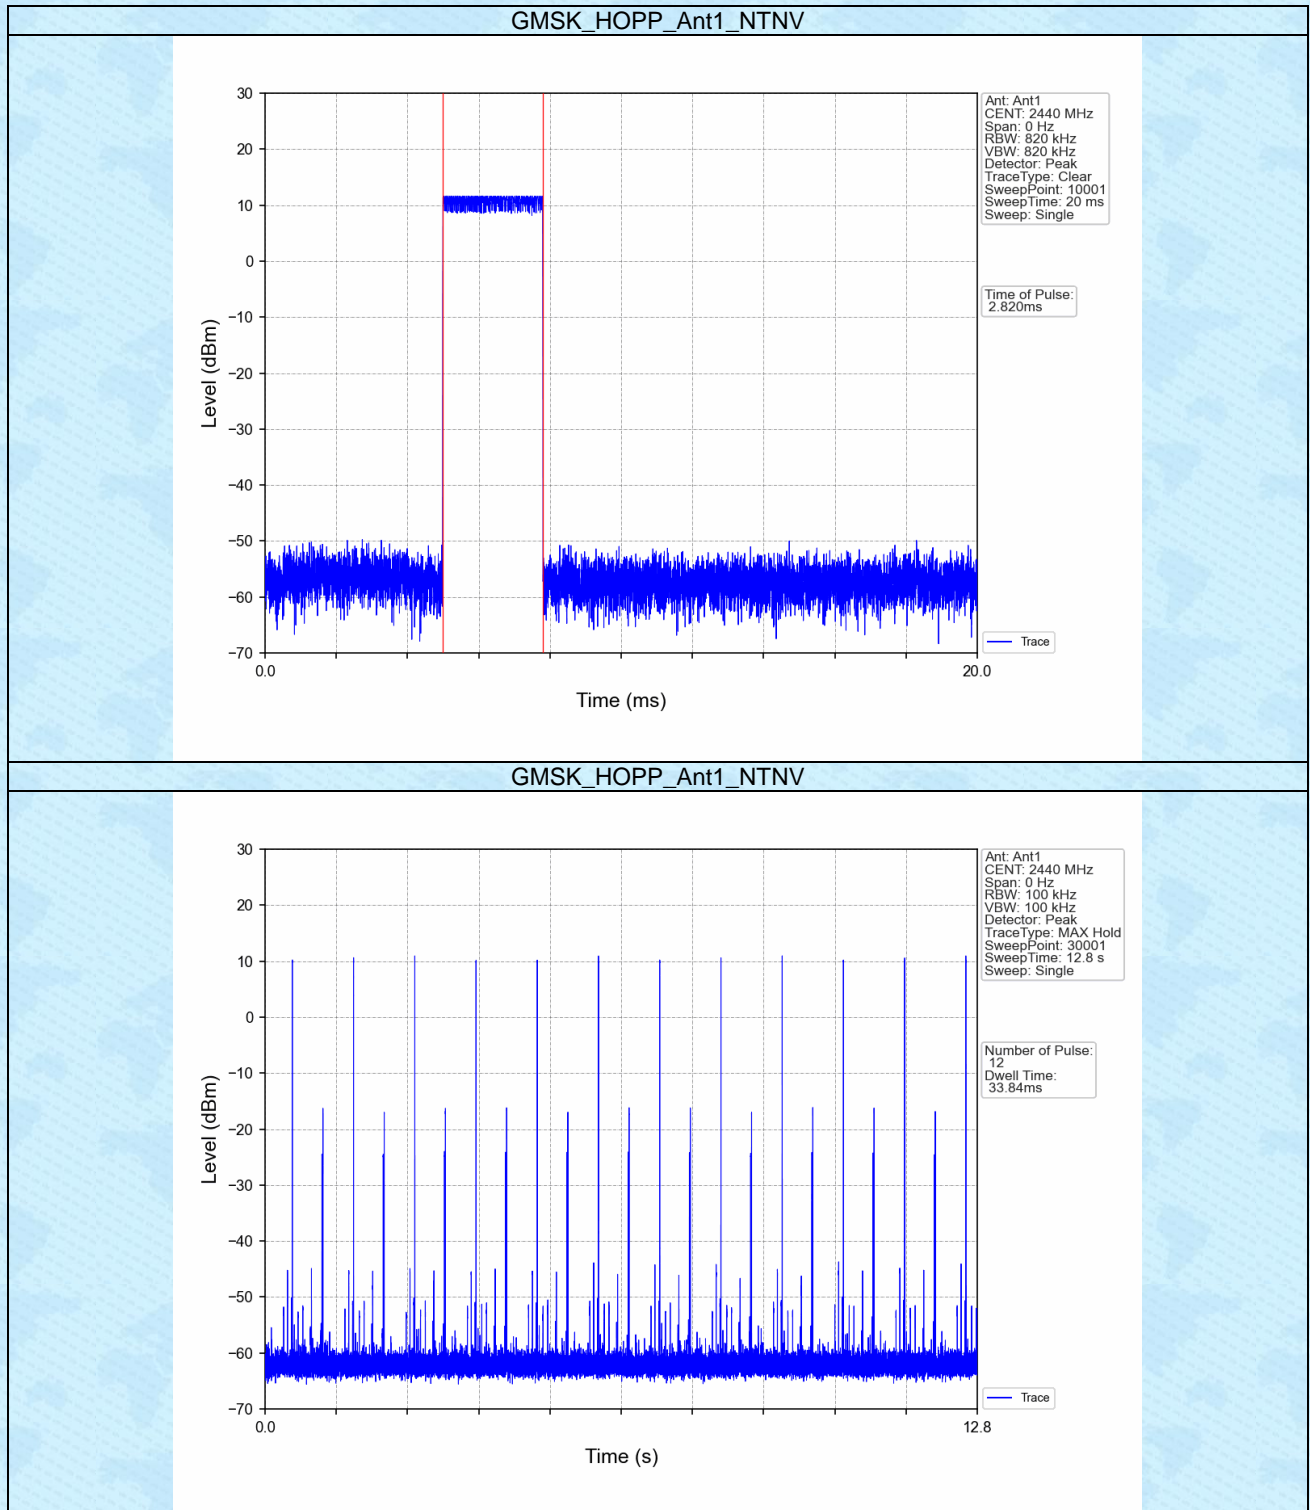 GMSK_HOPP_Ant1_NTNV
30
20
10
0
−10
−20
−30
−40
−50
−60
−70
Level (dBm)
0.0
20.0
Time (ms)
Ant: Ant1
CENT: 2440 MHz
Span: 0 Hz
RBW: 820 kHz
VBW: 820 kHz
Detector: Peak
TraceType: Clear
SweepPoint: 10001
SweepTime: 20 ms
Sweep: Single
Time of Pulse:
2.820ms
Trace
GMSK_HOPP_Ant1_NTNV
30
20
10
0
−10
−20
−30
−40
−50
−60
−70
Level (dBm)
0.0
12.8
Time (s)
Ant: Ant1
CENT: 2440 MHz
Span: 0 Hz
RBW: 100 kHz
VBW: 100 kHz
Detector: Peak
TraceType: MAX Hold
SweepPoint: 30001
SweepTime: 12.8 s
Sweep: Single
Number of Pulse:
12
Dwell Time:
33.84ms
Trace